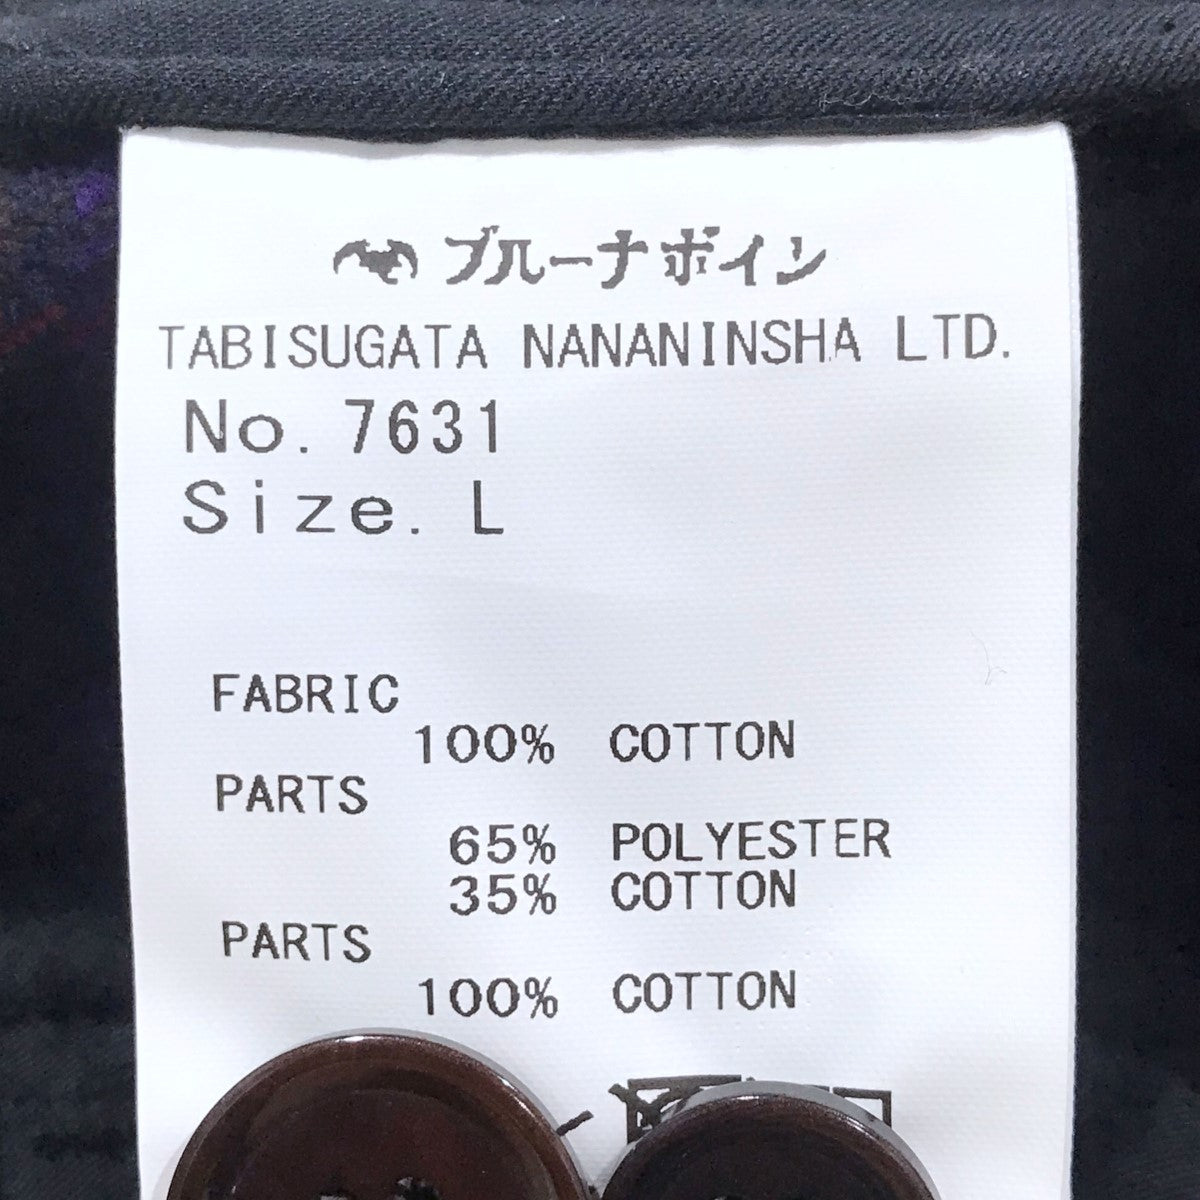 ブルーナボイン
TABISUGATA NANANINSHA LTD.
No. 7631
Size. L
FABRIC
100% COTTON
PARTS
65% POLYESTER
35% COTTON
PARTS
100% COTTON